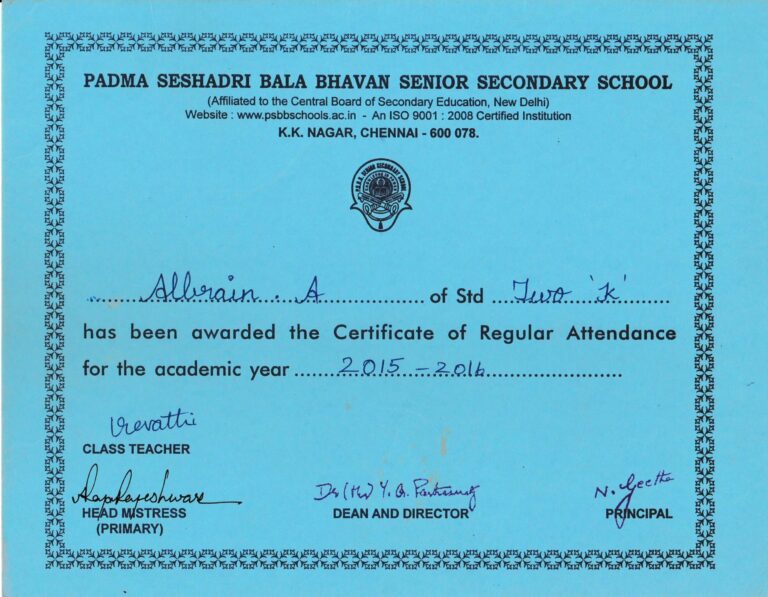 PADMA SESHADRI BALA BHAVAN SENIOR SECONDARY SCHOOL
(Affiliated to the Central Board of Secondary Education, New Delhi)
Website : www.psbbschools.ac.in - An ISO 9001 : 2008 Certified Institution
K.K. NAGAR, CHENNAI - 600 078.
Albrain . A of Std Two 'K'
has been awarded the Certificate of Regular Attendance
for the academic year 2015 - 2016
Revathi
CLASS TEACHER
HEAD MISTRESS DEAN AND DIRECTOR PRINCIPAL
(PRIMARY)
N. Geetha